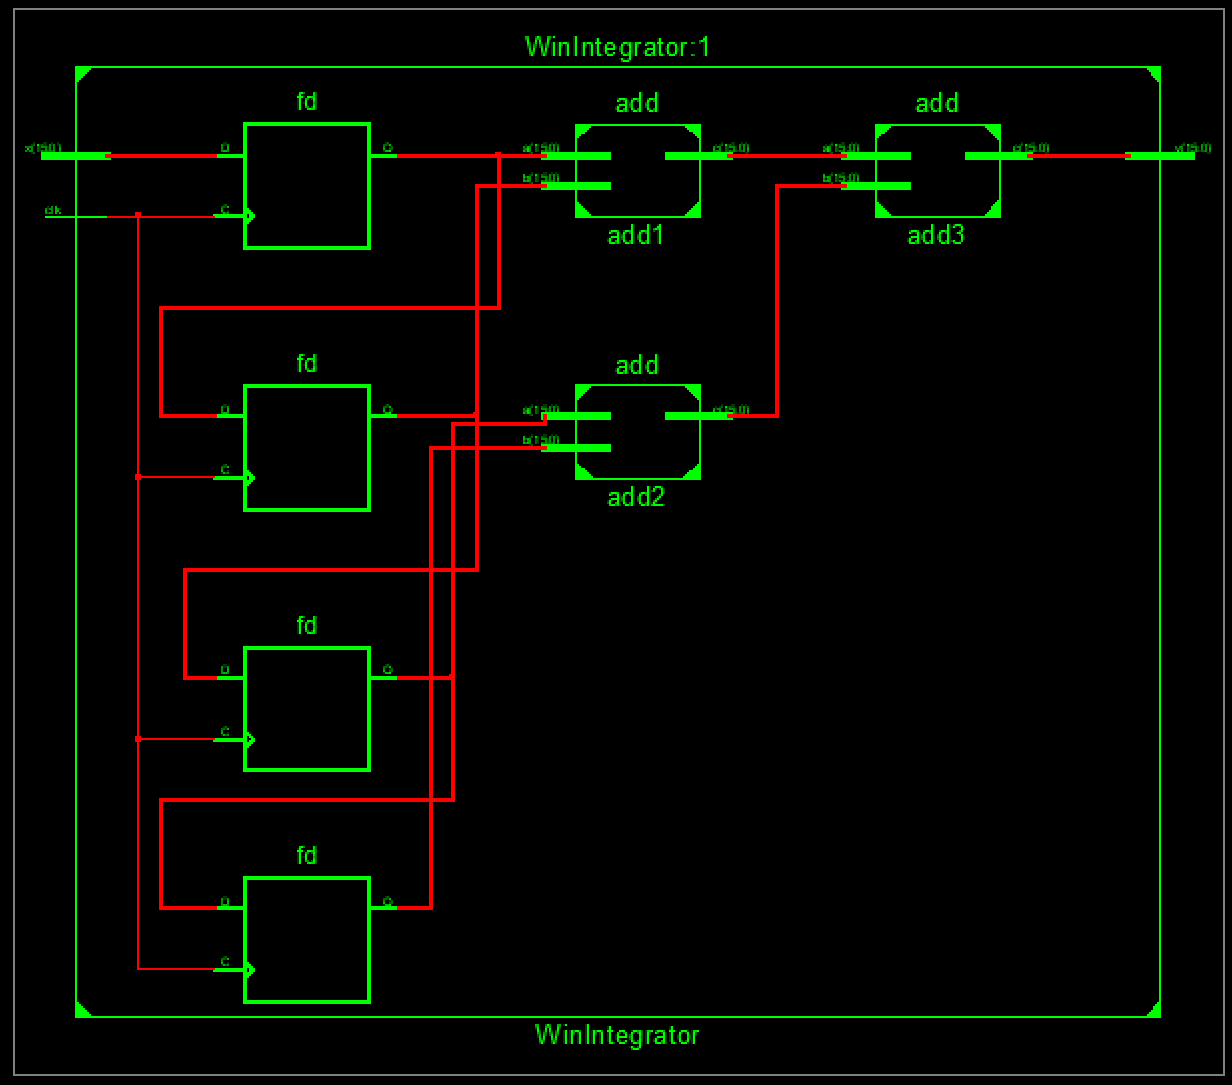 WinIntegrator:1
fd
add
add
x(15:0)
D
Q
a(15:0)
c(15:0)
a(15:0)
c(15:0)
y(15:0)
b(15:0)
b(15:0)
clk
C
add1
add3
fd
add
D
Q
a(15:0)
c(15:0)
b(15:0)
C
add2
fd
D
Q
C
fd
D
Q
C
WinIntegrator